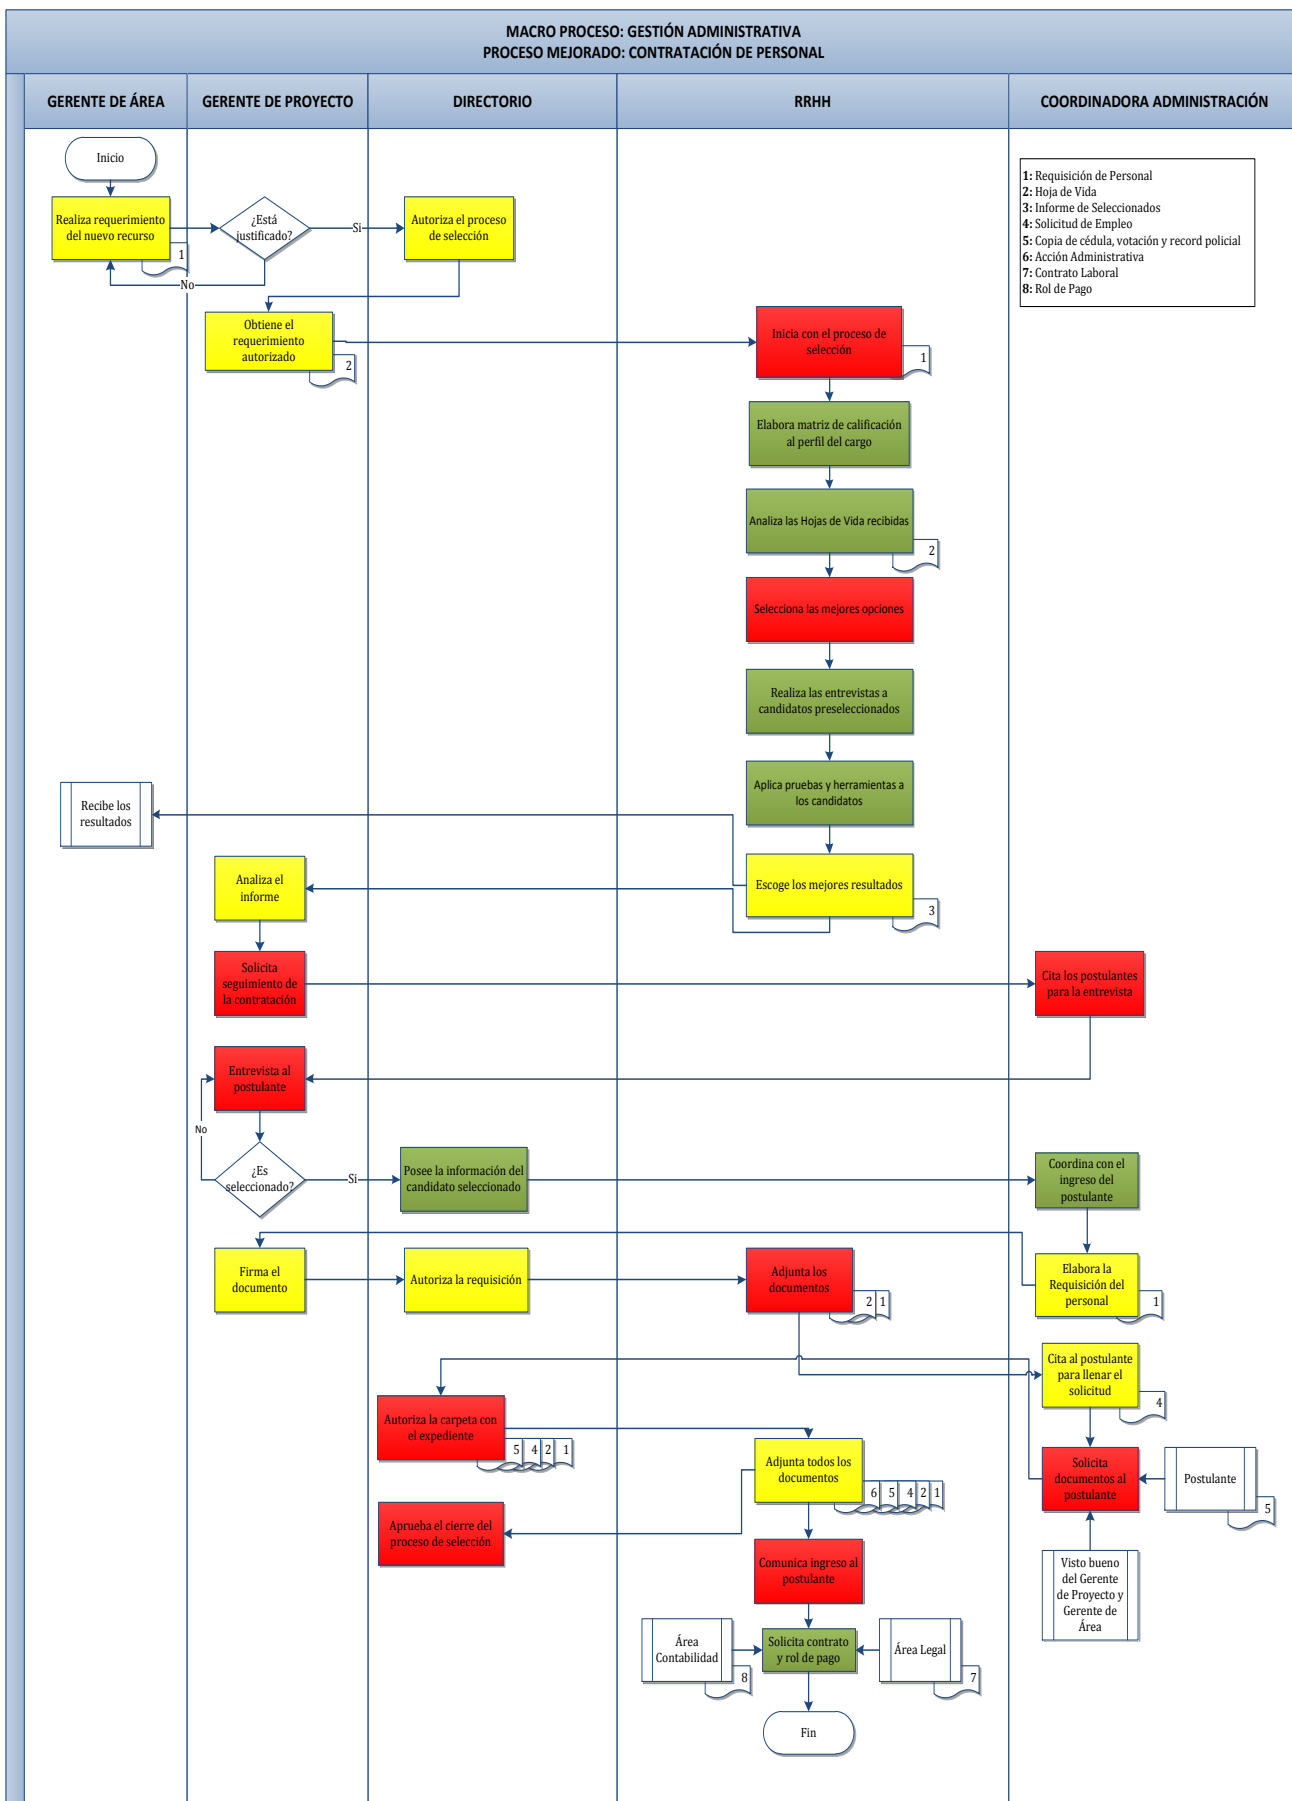 MACRO PROCESO: GESTIÓN ADMINISTRATIVA
PROCESO MEJORADO: CONTRATACIÓN DE PERSONAL
GERENTE DE ÁREA
GERENTE DE PROYECTO
DIRECTORIO
RRHH
COORDINADORA ADMINISTRACIÓN
Inicio
1: Requisición de Personal
2: Hoja de Vida
3: Informe de Seleccionados
4: Solicitud de Empleo
5: Copia de cédula, votación y record policial
6: Acción Administrativa
7: Contrato Laboral
8: Rol de Pago
Realiza requerimiento
del nuevo recurso
1
¿Está
justificado?
Si
No
Autoriza el proceso
de selección
Obtiene el
requerimiento
autorizado
2
Inicia con el proceso de
selección
1
Elabora matriz de calificación
al perfil del cargo
Analiza las Hojas de Vida recibidas
2
Selecciona las mejores opciones
Realiza las entrevistas a
candidatos preseleccionados
Aplica pruebas y herramientas a
los candidatos
Recibe los
resultados
Escoge los mejores resultados
3
Analiza el
informe
Solicita
seguimiento de
la contratación
Cita los postulantes
para la entrevista
Entrevista al
postulante
No
¿Es
seleccionado?
Si
Posee la información del
candidato seleccionado
Coordina con el
ingreso del
postulante
Firma el
documento
Autoriza la requisición
Adjunta los
documentos
2 1
Elabora la
Requisición del
personal
1
Cita al postulante
para llenar el
solicitud
4
Autoriza la carpeta con
el expediente
5 4 2 1
Adjunta todos los
documentos
6 5 4 2 1
Solicita
documentos al
postulante
Postulante
5
Aprueba el cierre del
proceso de selección
Comunica ingreso al
postulante
Visto bueno
del Gerente
de Proyecto y
Gerente de
Área
Área
Contabilidad
8
Solicita contrato
y rol de pago
Área Legal
7
Fin